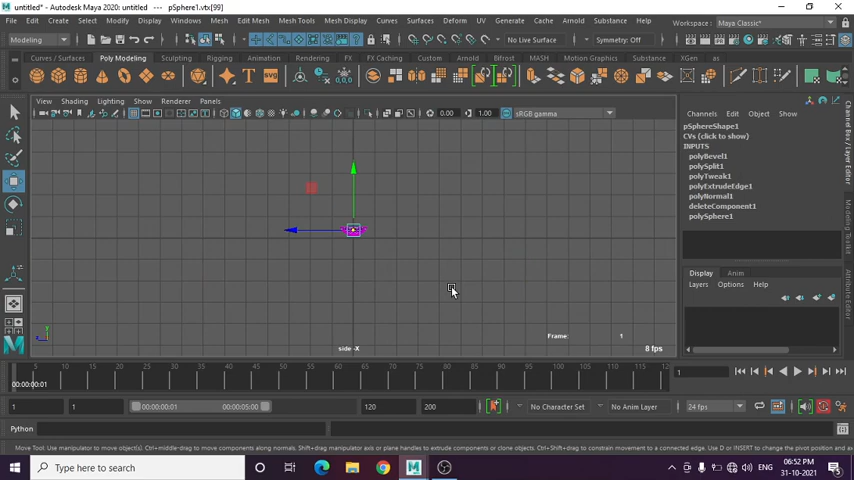 untitled* - Autodesk Maya 2020: untitled --- pSphere1.vtx[99]
File Edit Create Select Modify Display Windows Mesh Edit Mesh Mesh Tools Mesh Display Curves Surfaces Deform UV Generate Cache Arnold Substance Help
Workspace : Maya Classic*
Modeling No Live Surface Symmetry: Off
Curves / Surfaces Poly Modeling Sculpting Rigging Animation Rendering FX FX Caching Custom Arnold Bifrost MASH Motion Graphics Substance XGen as
View Shading Lighting Show Renderer Panels
0.00 1.00 sRGB gamma
Channels Edit Object Show
pSphereShape1
CVs (click to show)
INPUTS
polyBevel1
polySplit1
polyTweak1
polyExtrudeEdge1
polyNormal1
deleteComponent1
polySphere1
Channel Box / Layer Editor
Modeling Toolkit
Attribute Editor
Display Anim
Layers Options Help
Frame: 1
side -X 8 fps
5 10 15 20 25 30 35 40 45 50 55 60 65 70 75 80 85 90 95 100 105 110 115 12
00:00:00:01
1
1 1 00:00:00:01 00:00:05:00 120 200 No Character Set No Anim Layer 24 fps
Python
Move Tool: Use manipulator to move object(s). Ctrl+middle-drag to move components along normals. Shift+drag manipulator axis or plane handles to extrude components or clone objects. Ctrl+Shift+drag to constrain movement to a connected edge. Use D or INSERT to change the pivot position and
Type here to search
ENG
06:52 PM
31-10-2021